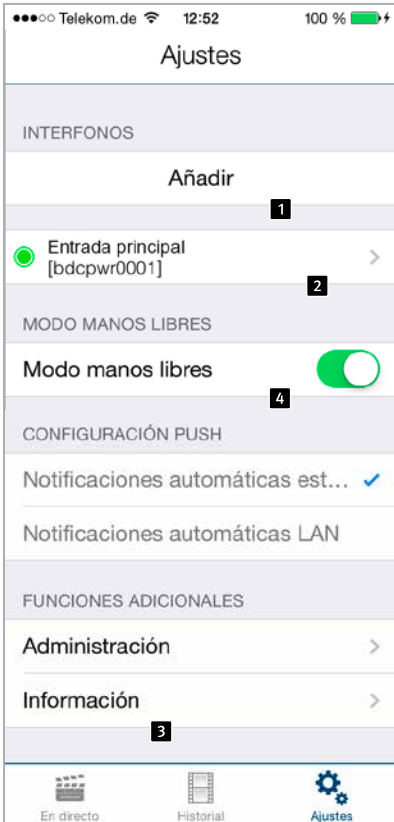 Telekom.de 12:52 100 %
Ajustes
INTERFONOS
Añadir
1
Entrada principal
[bdcpwr0001]
2
MODO MANOS LIBRES
Modo manos libres
4
CONFIGURACIÓN PUSH
Notificaciones automáticas est...
Notificaciones automáticas LAN
FUNCIONES ADICIONALES
Administración
Información
3
En directo Historial Ajustes